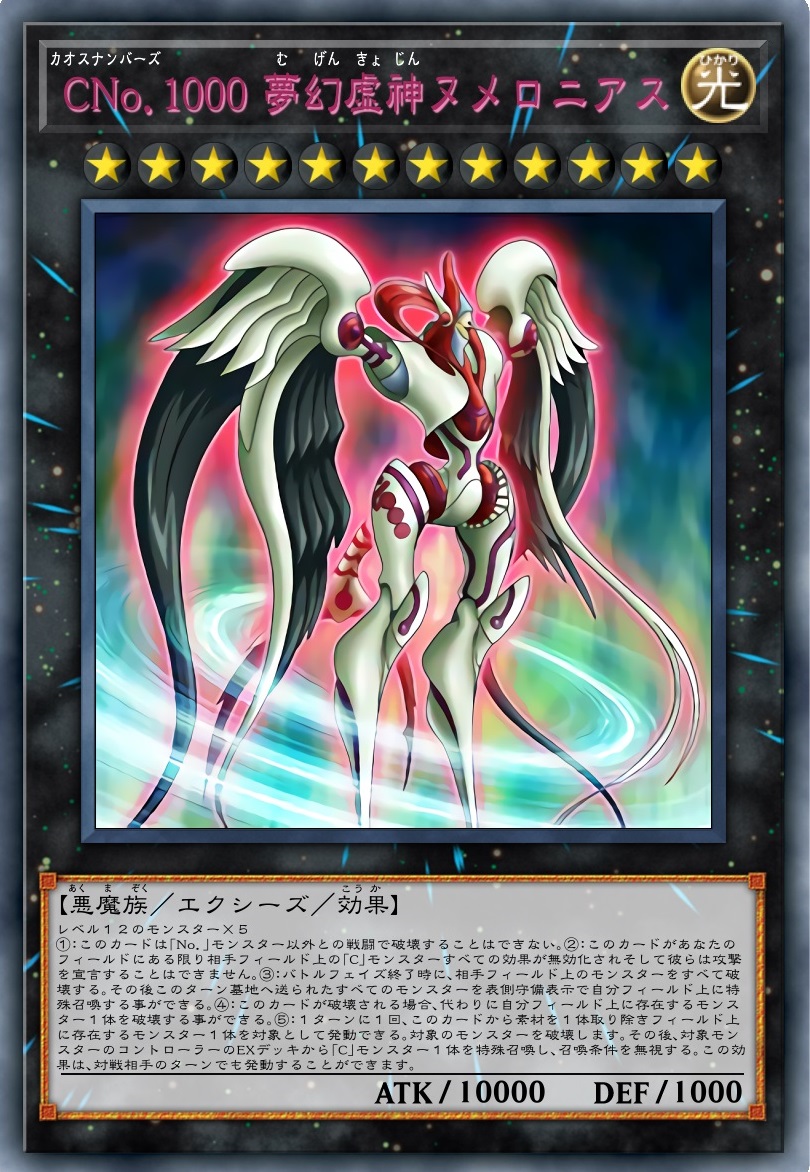 カオスナンバーズ む げん きょ じん
CNo. 1000 夢幻虚神ヌメロニアス
ひかり
光
あく ま ぞく こう か
【悪魔族／エクシーズ／効果】
レベル１２のモンスター×５
①:このカードは「No.」モンスター以外との戦闘で破壊することはできない。②:このカードがあなたの
フィールドにある限り相手フィールド上の「C」モンスターすべての効果が無効化されそして彼らは攻撃
を宣言することはできません。③:バトルフェイズ終了時に、相手フィールド上のモンスターをすべて破
壊する。その後このターン墓地へ送られたすべてのモンスターを表側守備表示で自分フィールド上に特
殊召喚する事ができる。④:このカードが破壊される場合、代わりに自分フィールド上に存在するモンス
ター１体を破壊する事ができる。⑤:１ターンに１回、このカードから素材を１体取り除きフィールド上
に存在するモンスター１体を対象として発動できる。対象のモンスターを破壊します。その後、対象モン
スターのコントローラーのEXデッキから「C」モンスター１体を特殊召喚し、召喚条件を無視する。この効
果は、対戦相手のターンでも発動することができます。
ATK / 10000 DEF / 1000